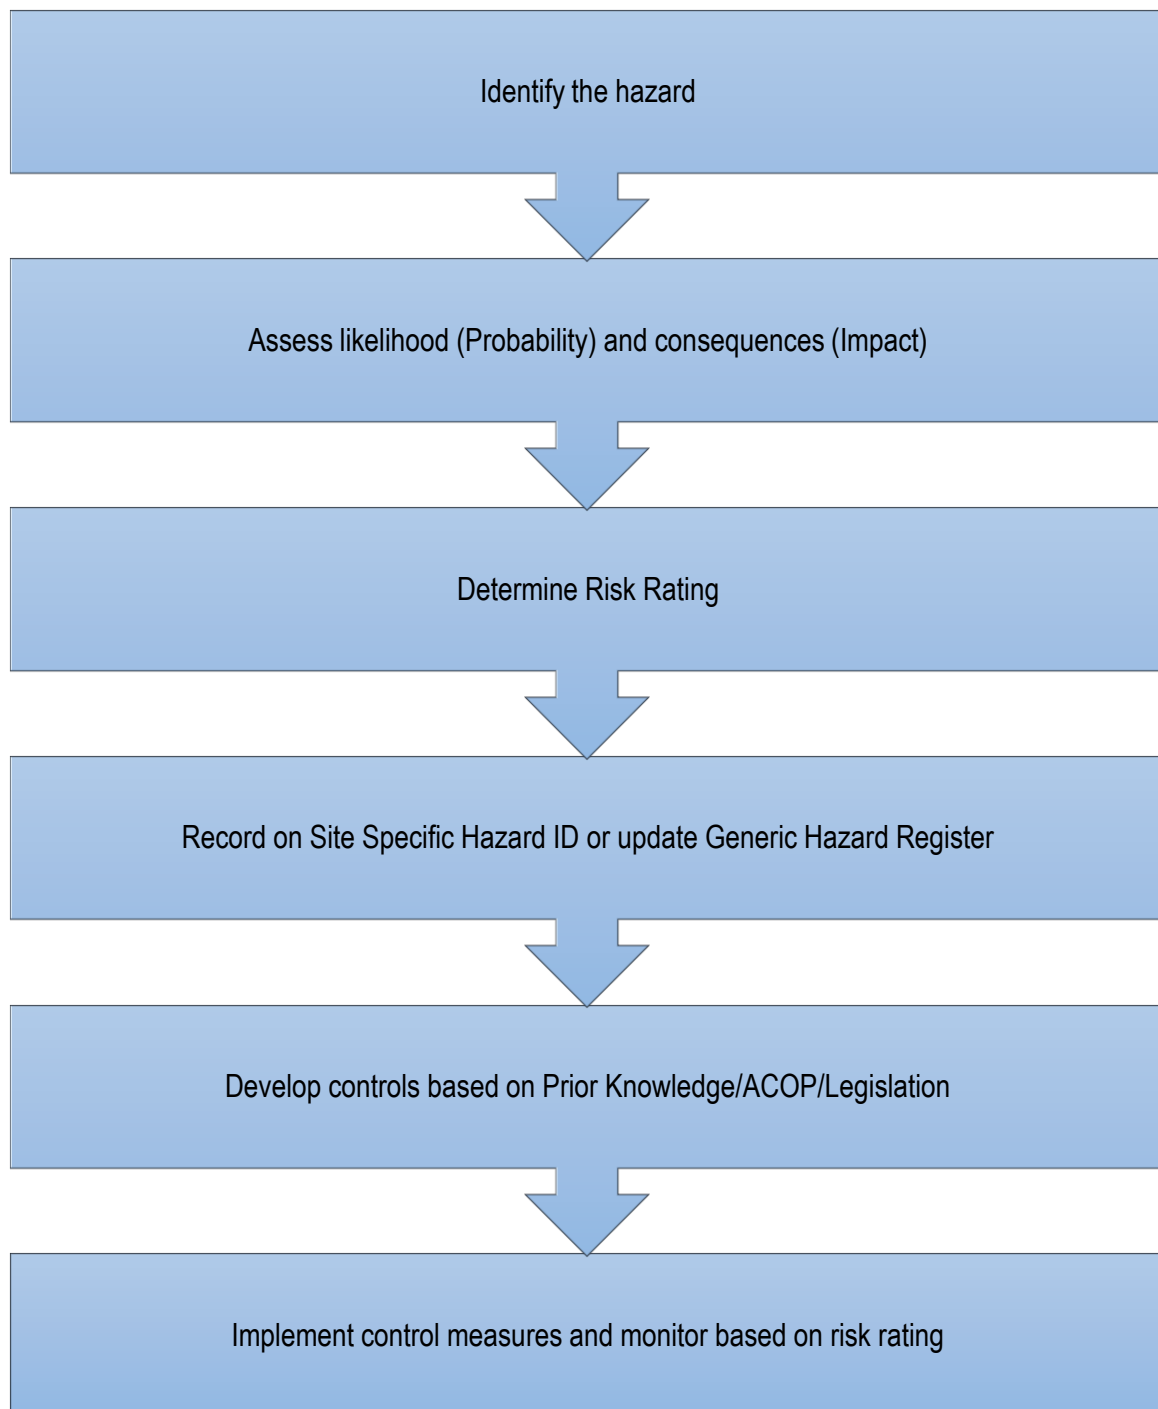 Identify the hazard
Assess likelihood (Probability) and consequences (Impact)
Determine Risk Rating
Record on Site Specific Hazard ID or update Generic Hazard Register
Develop controls based on Prior Knowledge/ACOP/Legislation
Implement control measures and monitor based on risk rating